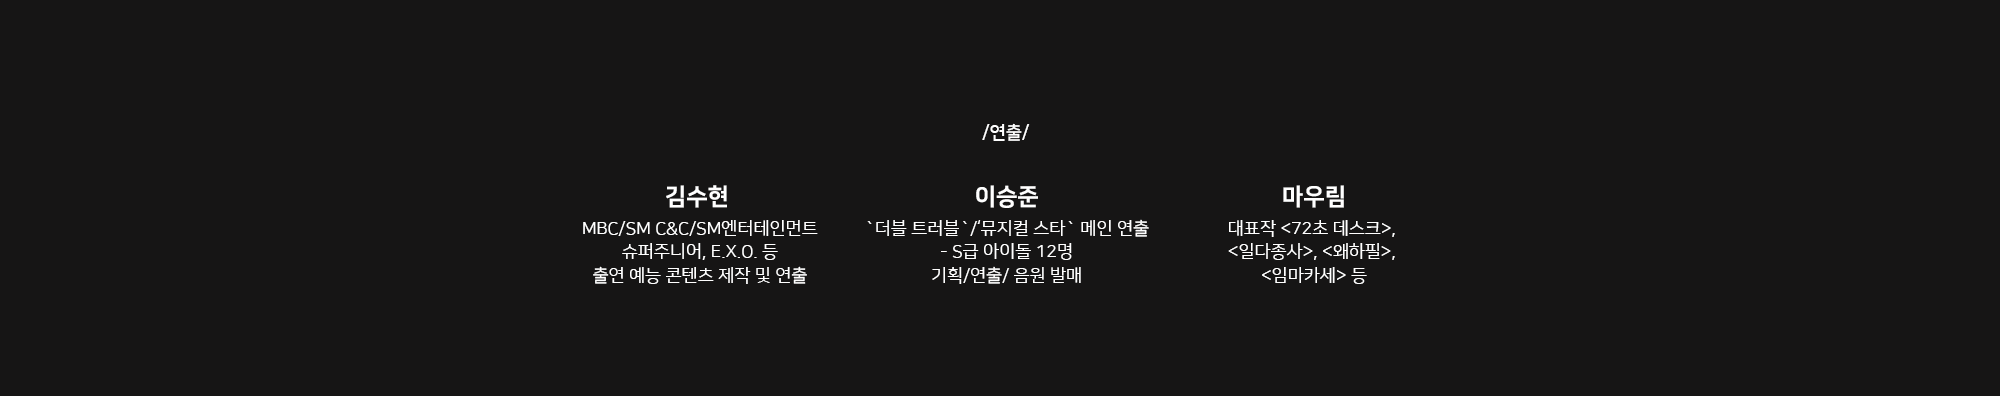 /연출/
김수현
MBC/SM C&C/SM엔터테인먼트
슈퍼주니어, E.X.O. 등
출연 예능 콘텐츠 제작 및 연출
이승준
`더블 트러블`/‘뮤지컬 스타` 메인 연출
- S급 아이돌 12명
기획/연출/ 음원 발매
마우림
대표작 <72초 데스크>,
<일다종사>, <왜하필>,
<임마카세> 등